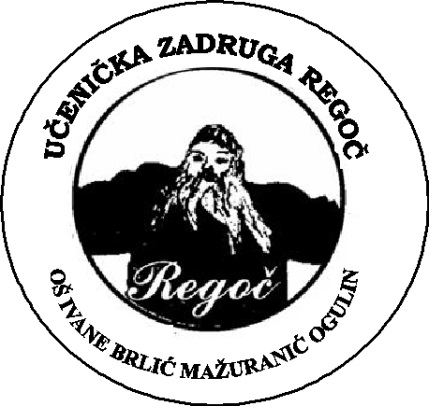 UČENIČKA ZADRUGA REGOČ
Regoč
OŠ IVANE BRLIĆ MAŽURANIĆ OGULIN